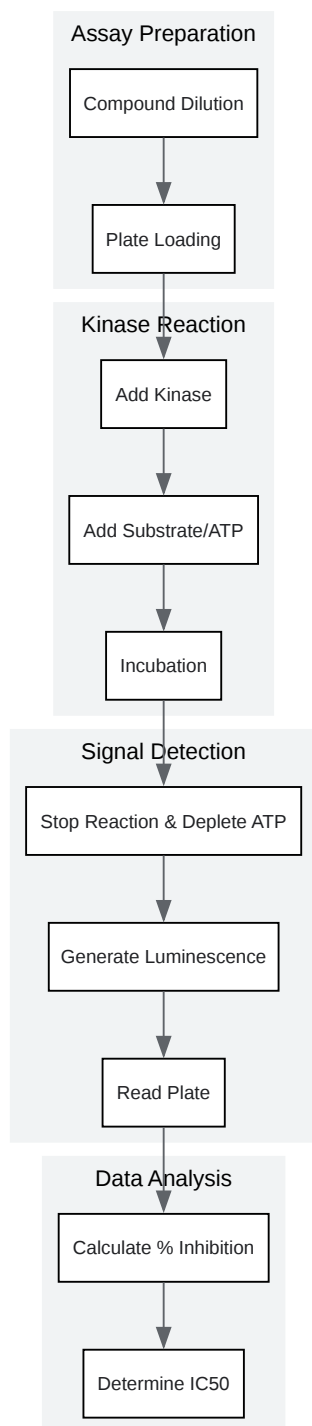 Assay Preparation
Compound Dilution
Plate Loading
Kinase Reaction
Add Kinase
Add Substrate/ATP
Incubation
Signal Detection
Stop Reaction & Deplete ATP
Generate Luminescence
Read Plate
Data Analysis
Calculate % Inhibition
Determine IC50